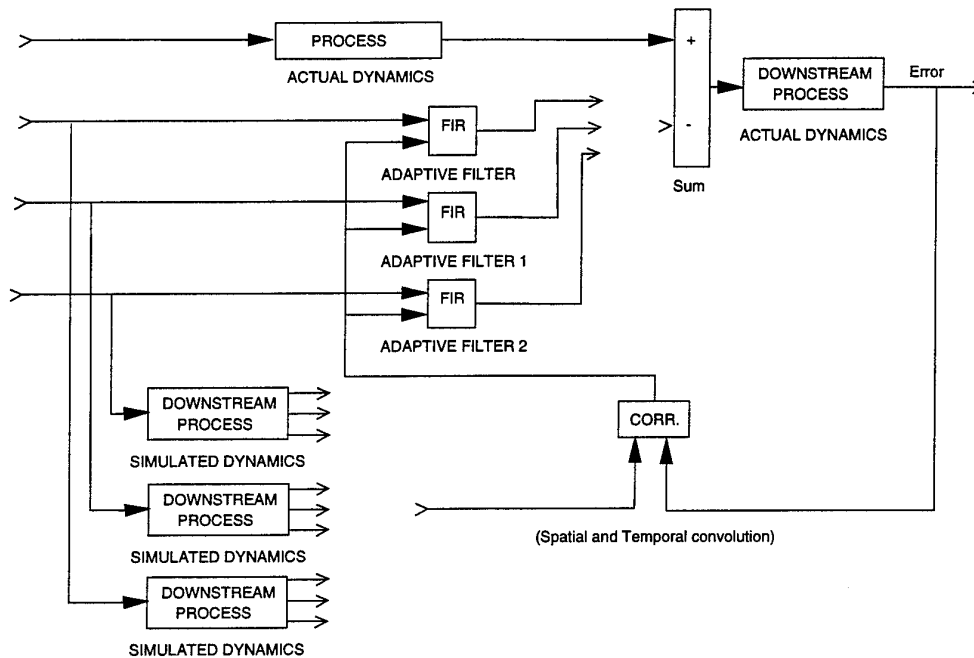 PROCESS
ACTUAL DYNAMICS
+
-
Sum
DOWNSTREAM
PROCESS
ACTUAL DYNAMICS
Error
FIR
ADAPTIVE FILTER
FIR
ADAPTIVE FILTER 1
FIR
ADAPTIVE FILTER 2
DOWNSTREAM
PROCESS
SIMULATED DYNAMICS
CORR.
(Spatial and Temporal convolution)
DOWNSTREAM
PROCESS
SIMULATED DYNAMICS
DOWNSTREAM
PROCESS
SIMULATED DYNAMICS